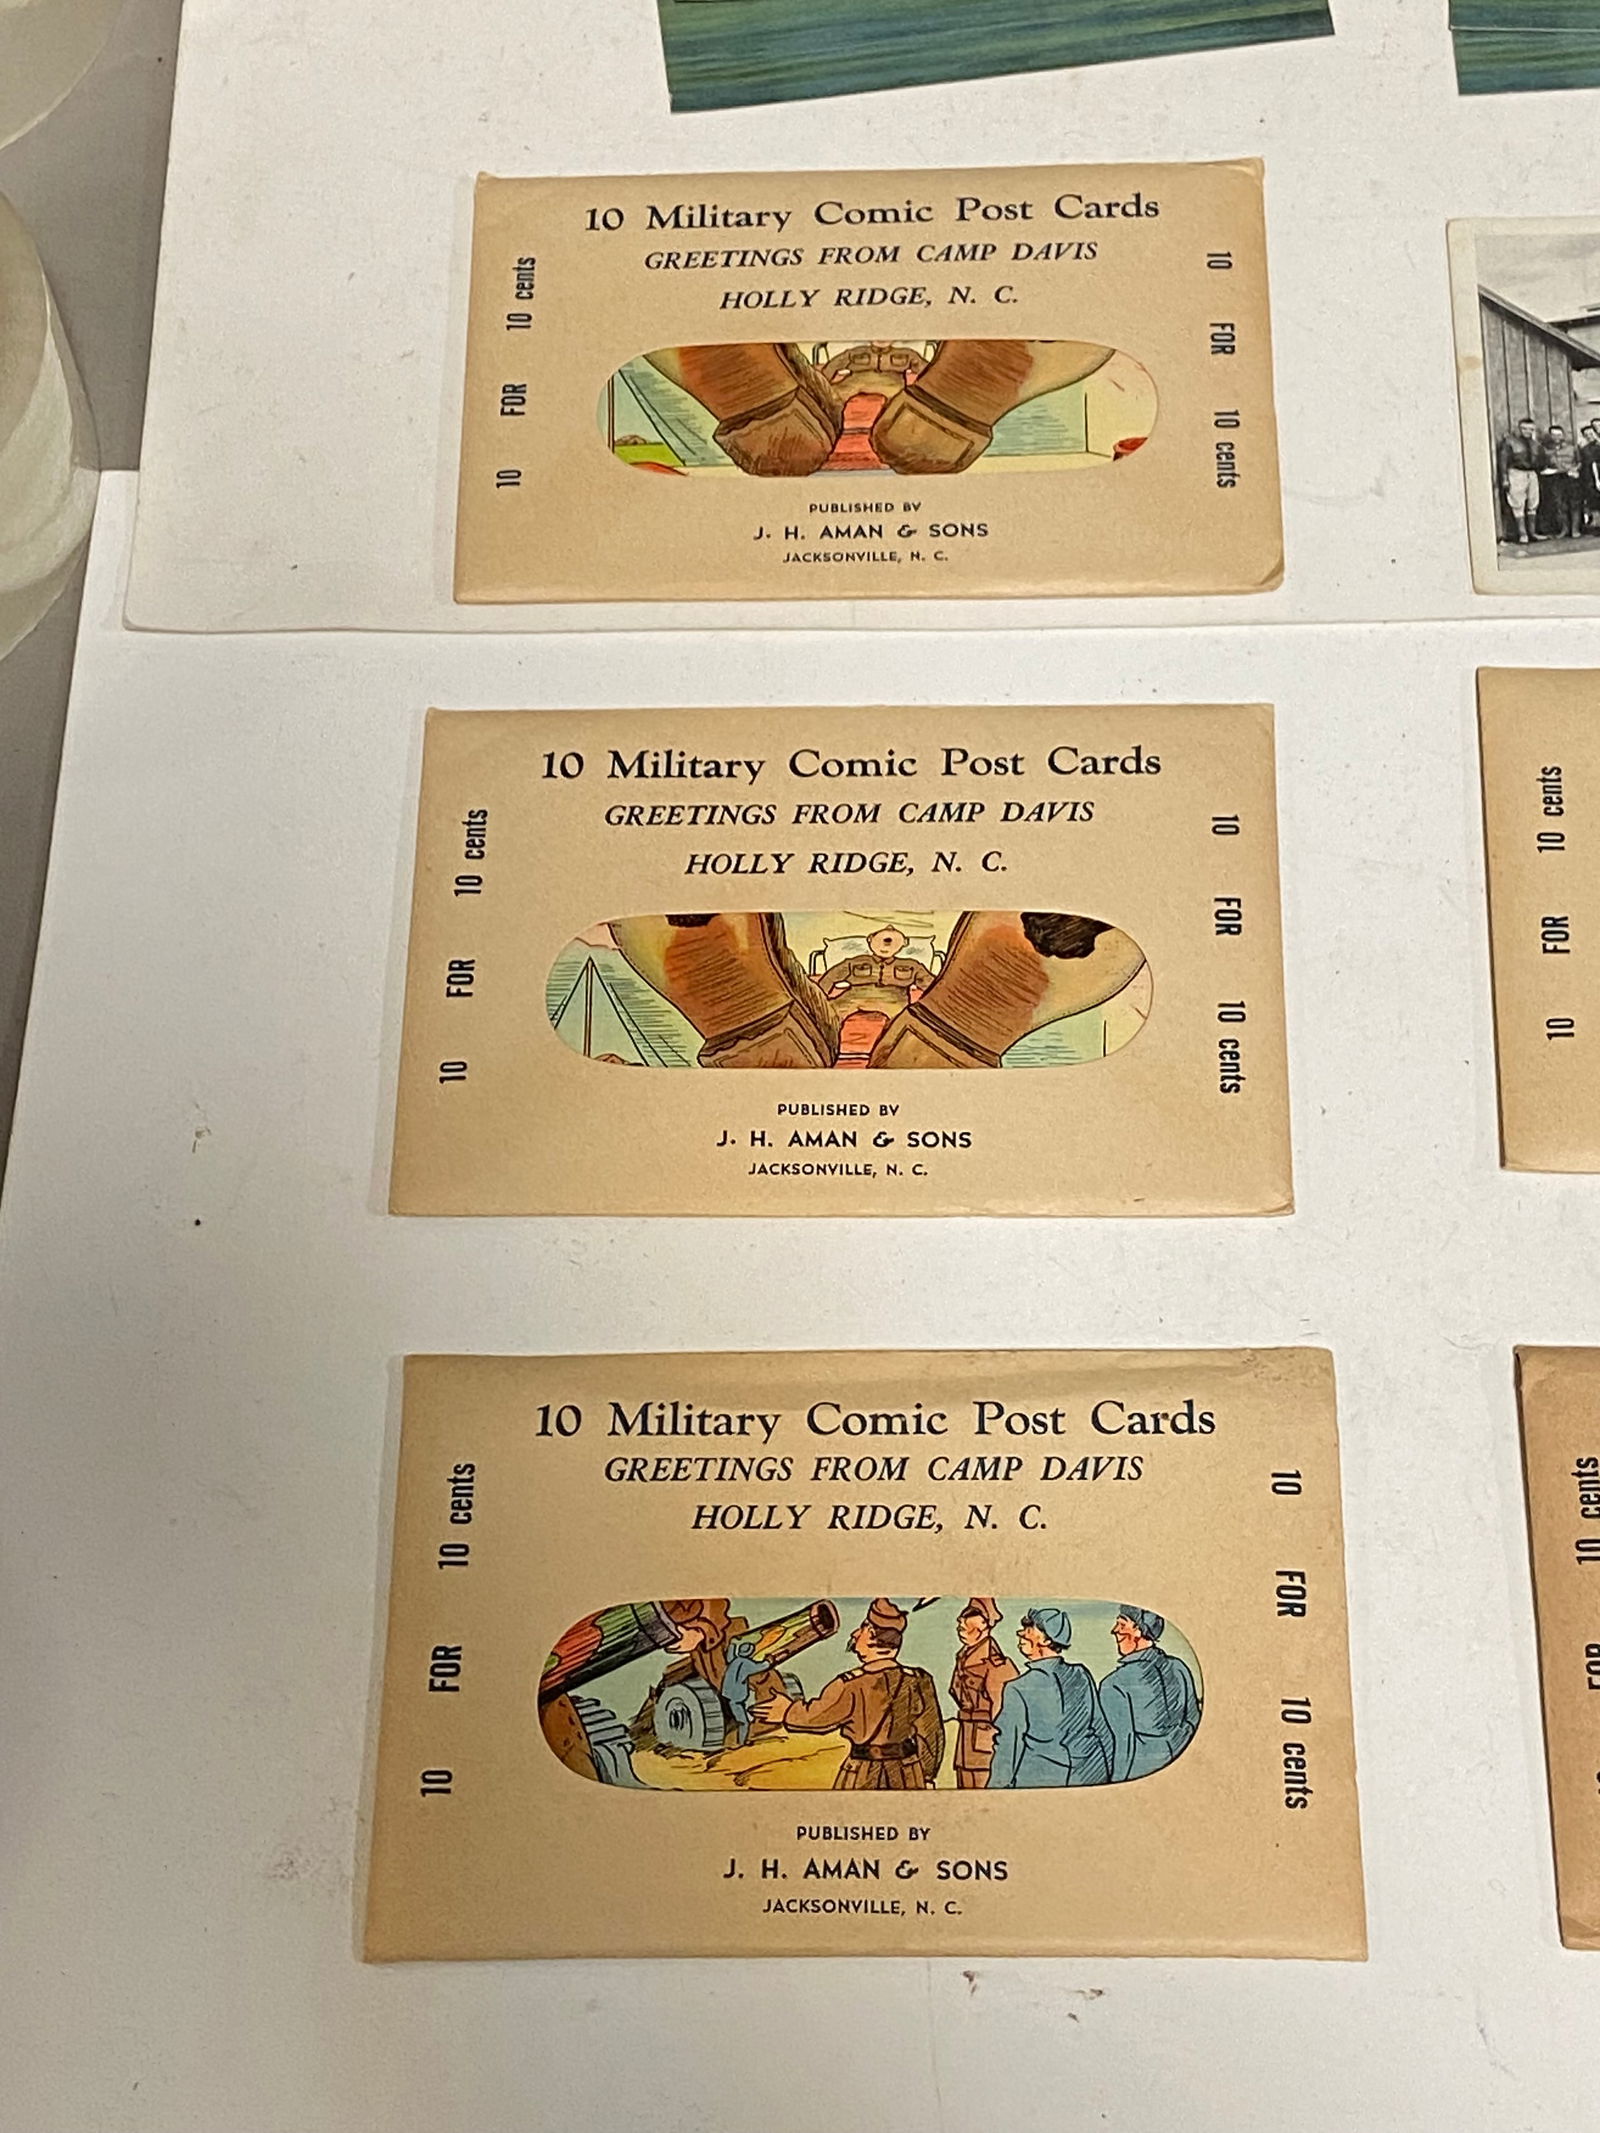 10 Military Comic Post Cards
GREETINGS FROM CAMP DAVIS
HOLLY RIDGE, N. C.
10 FOR 10 cents
10 FOR 10 cents
PUBLISHED BY
J. H. AMAN & SONS
JACKSONVILLE, N. C.
10 Military Comic Post Cards
GREETINGS FROM CAMP DAVIS
HOLLY RIDGE, N. C.
10 FOR 10 cents
10 FOR 10 cents
PUBLISHED BY
J. H. AMAN & SONS
JACKSONVILLE, N. C.
10 FOR 10 cents
10 Military Comic Post Cards
GREETINGS FROM CAMP DAVIS
HOLLY RIDGE, N. C.
10 FOR 10 cents
10 FOR 10 cents
PUBLISHED BY
J. H. AMAN & SONS
JACKSONVILLE, N. C.
FOR 10 cents